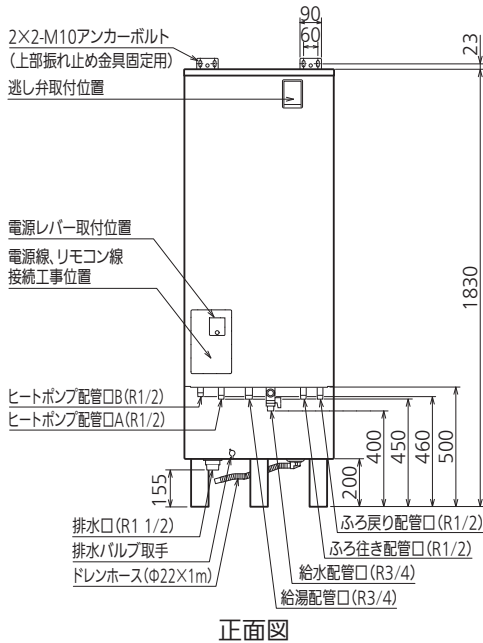 90
60
23
2×2-M10アンカーボルト
(上部振れ止め金具固定用)
逃し弁取付位置
電源レバー取付位置
電源線、リモコン線
接続工事位置
1830
ヒートポンプ配管口B(R1/2)
ヒートポンプ配管口A(R1/2)
155
200
400
450
460
500
排水口(R1 1/2)
排水バルブ取手
ドレンホース(Φ22×1m)
ふろ戻り配管口(R1/2)
ふろ往き配管口(R1/2)
給水配管口(R3/4)
給湯配管口(R3/4)
正面図